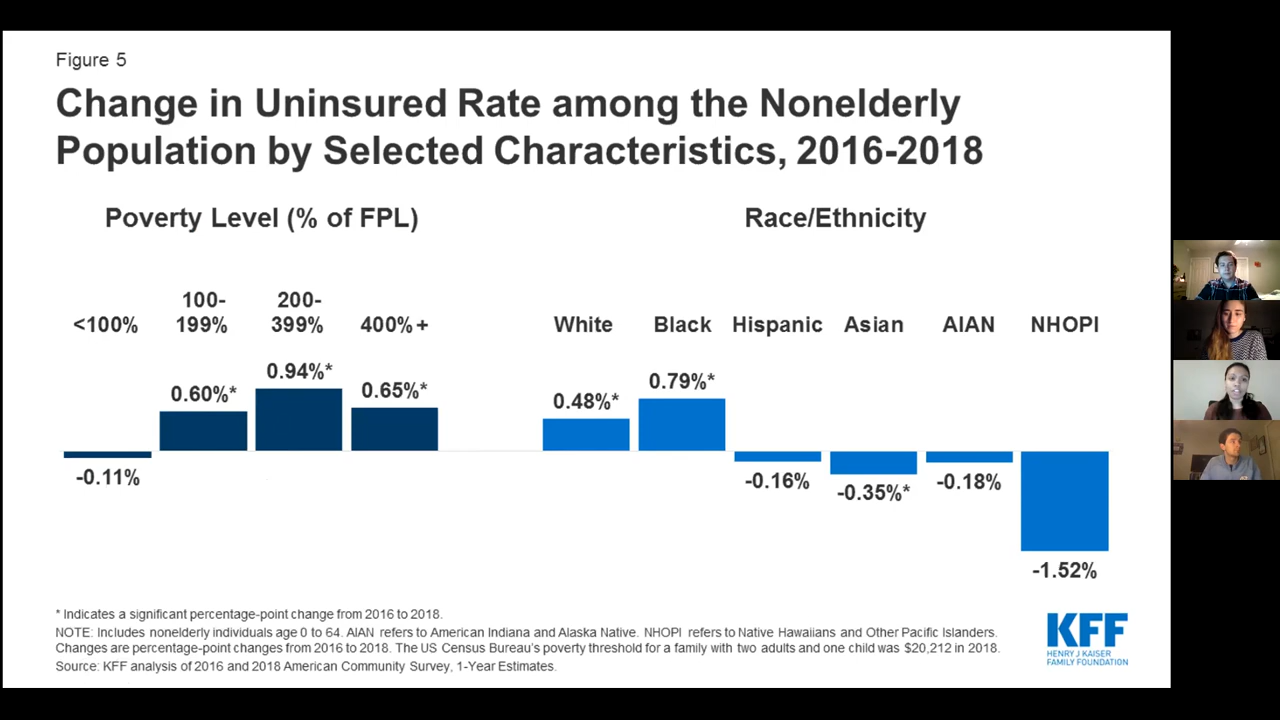 Figure 5
Change in Uninsured Rate among the Nonelderly
Population by Selected Characteristics, 2016-2018
Poverty Level (% of FPL)
Race/Ethnicity
<100%
100-
199%
200-
399%
400%+
White
Black
Hispanic
Asian
AIAN
NHOPI
-0.11%
0.60%*
0.94%*
0.65%*
0.48%*
0.79%*
-0.16%
-0.35%*
-0.18%
-1.52%
* Indicates a significant percentage-point change from 2016 to 2018.
NOTE: Includes nonelderly individuals age 0 to 64. AIAN refers to American Indiana and Alaska Native. NHOPI refers to Native Hawaiians and Other Pacific Islanders.
Changes are percentage-point changes from 2016 to 2018. The US Census Bureau's poverty threshold for a family with two adults and one child was $20,212 in 2018.
Source: KFF analysis of 2016 and 2018 American Community Survey, 1-Year Estimates.
KFF
HENRY J KAISER
FAMILY FOUNDATION